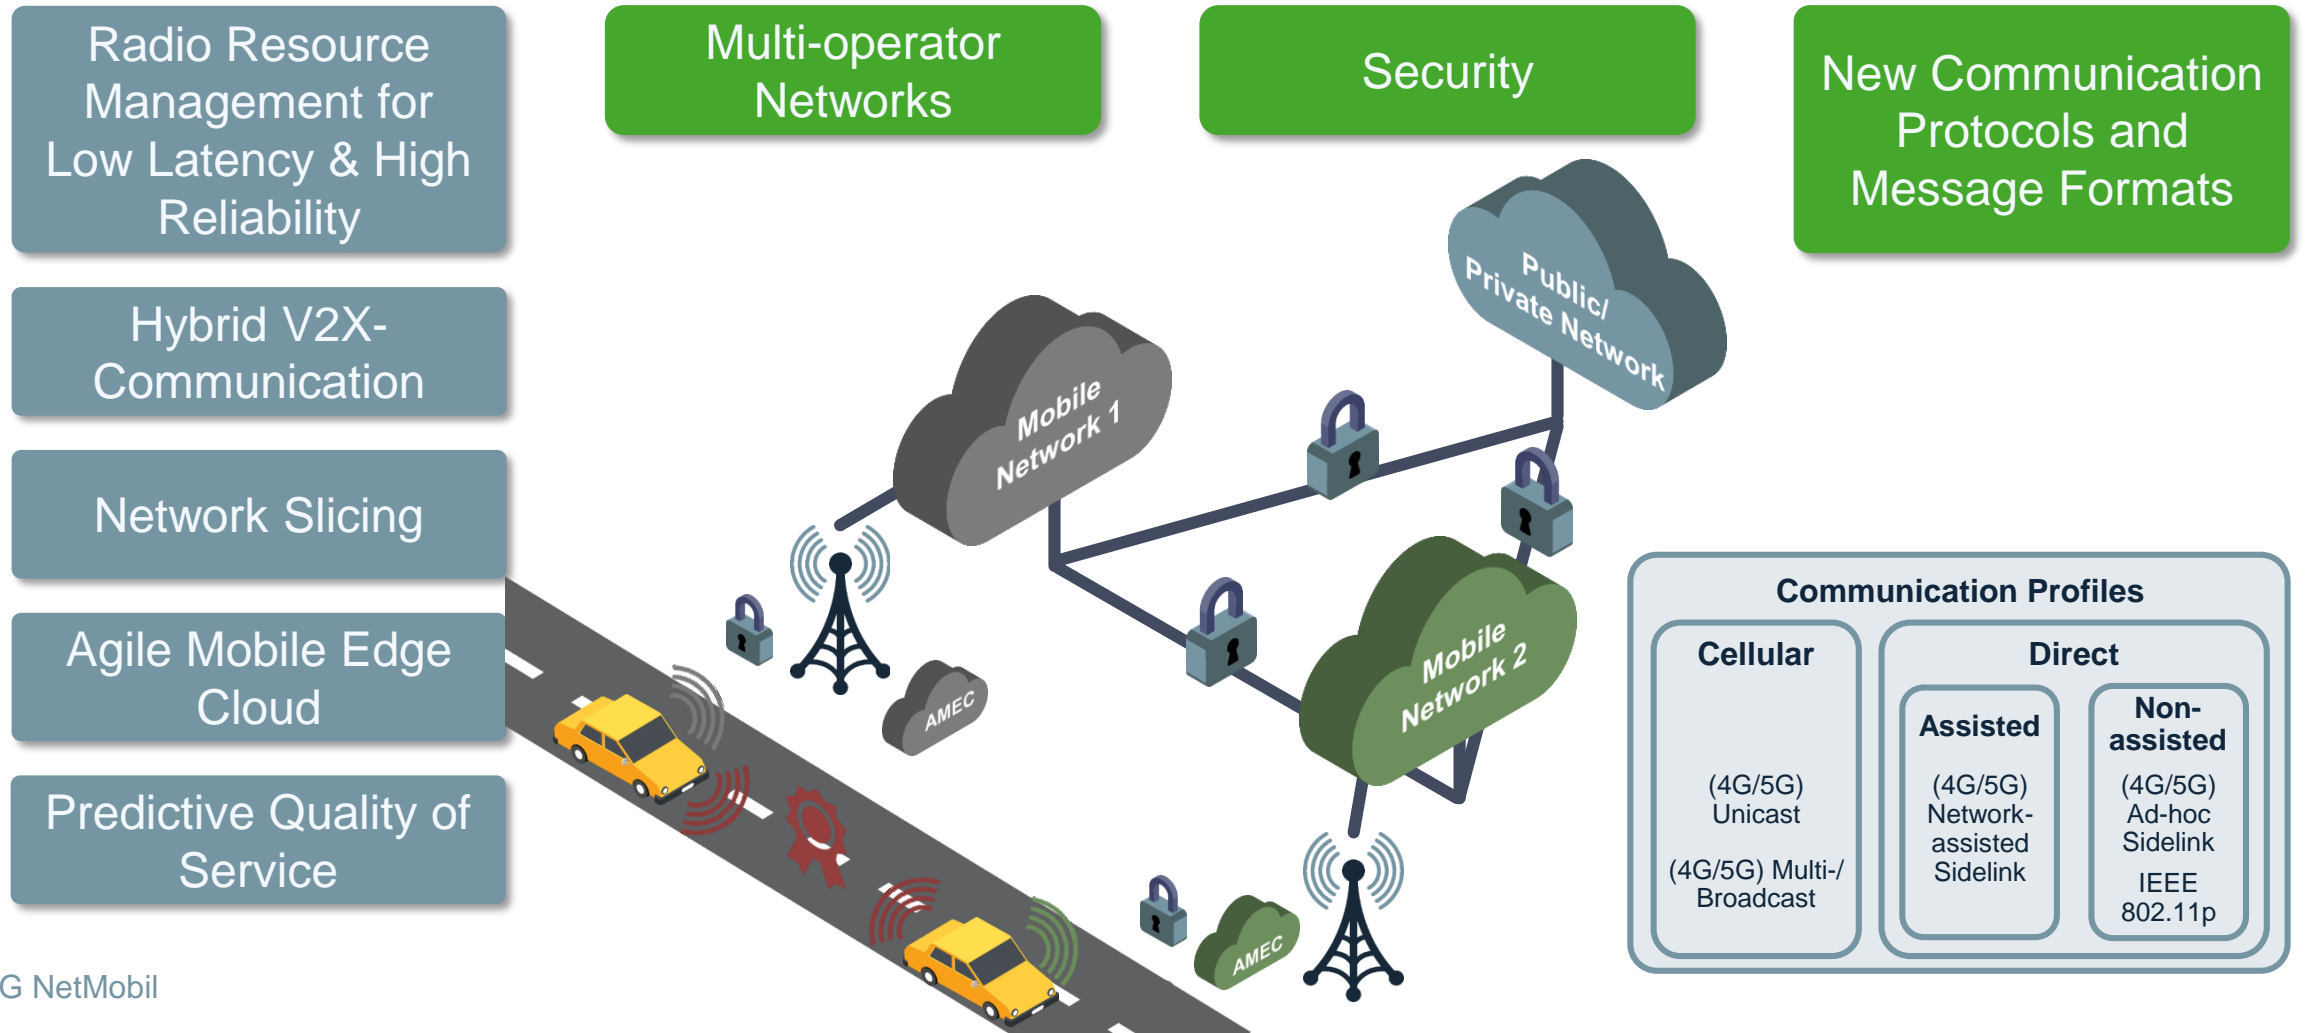 Radio Resource
Management for
Low Latency & High
Reliability
Multi-operator
Networks
Security
New Communication
Protocols and
Message Formats
Hybrid V2X-
Communication
Network Slicing
Agile Mobile Edge
Cloud
Predictive Quality of
Service
Public/
Private Network
Mobile
Network 1
Mobile
Network 2
AMEC
AMEC
Communication Profiles
Cellular
(4G/5G)
Unicast
(4G/5G) Multi-/
Broadcast
Direct
Assisted
(4G/5G)
Network-
assisted
Sidelink
Non-
assisted
(4G/5G)
Ad-hoc
Sidelink
IEEE
802.11p
G NetMobil